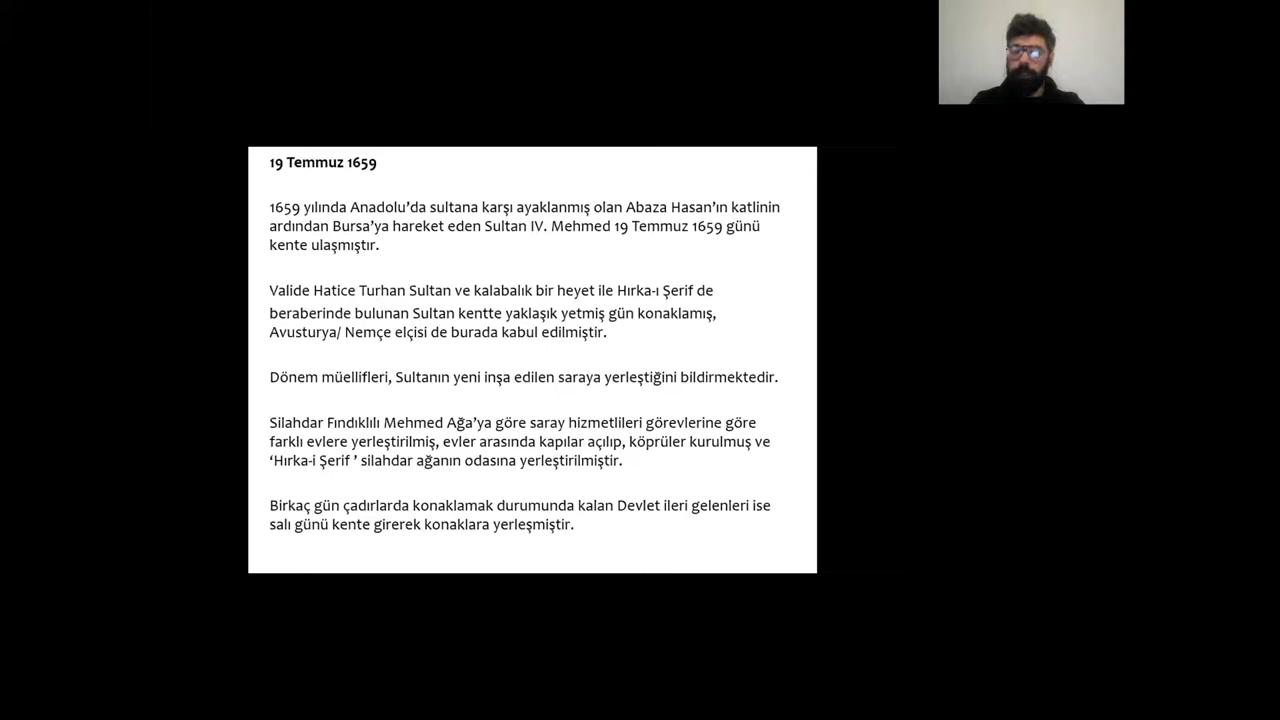 19 Temmuz 1659
1659 yılında Anadolu’da sultana karşı ayaklanmış olan Abaza Hasan’ın katlinin
ardından Bursa’ya hareket eden Sultan IV. Mehmed 19 Temmuz 1659 günü
kente ulaşmıştır.
Valide Hatice Turhan Sultan ve kalabalık bir heyet ile Hırka-ı Şerif de
beraberinde bulunan Sultan kentte yaklaşık yetmiş gün konaklamış,
Avusturya/ Nemçe elçisi de burada kabul edilmiştir.
Dönem müellifleri, Sultanın yeni inşa edilen saraya yerleştiğini bildirmektedir.
Silahdar Fındıklılı Mehmed Ağa’ya göre saray hizmetlileri görevlerine göre
farklı evlere yerleştirilmiş, evler arasında kapılar açılıp, köprüler kurulmuş ve
‘Hırka-i Şerif ’ silahdar ağanın odasına yerleştirilmiştir.
Birkaç gün çadırlarda konaklamak durumunda kalan Devlet ileri gelenleri ise
salı günü kente girerek konaklara yerleşmiştir.